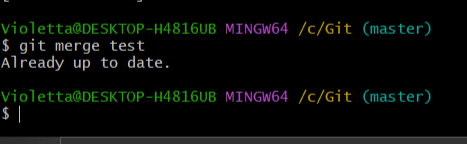 Violetta@DESKTOP-H4816UB MINGW64 /c/Git (master)
$ git merge test
Already up to date.
Violetta@DESKTOP-H4816UB MINGW64 /c/Git (master)
$